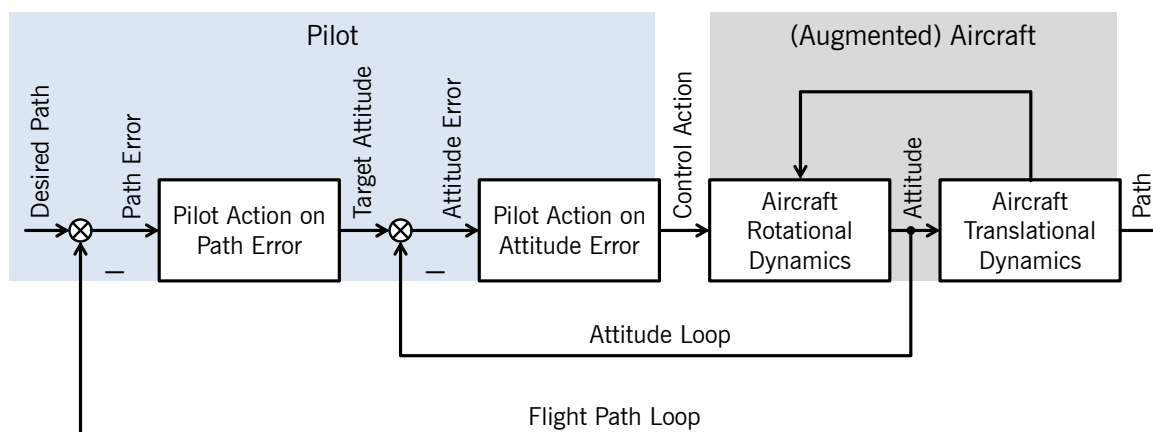 Pilot
(Augmented) Aircraft
Desired Path
Path Error
Target Attitude
Attitude Error
Control Action
Attitude
Path
Pilot Action on
Path Error
Pilot Action on
Attitude Error
Aircraft
Rotational
Dynamics
Aircraft
Translational
Dynamics
–
–
Attitude Loop
Flight Path Loop